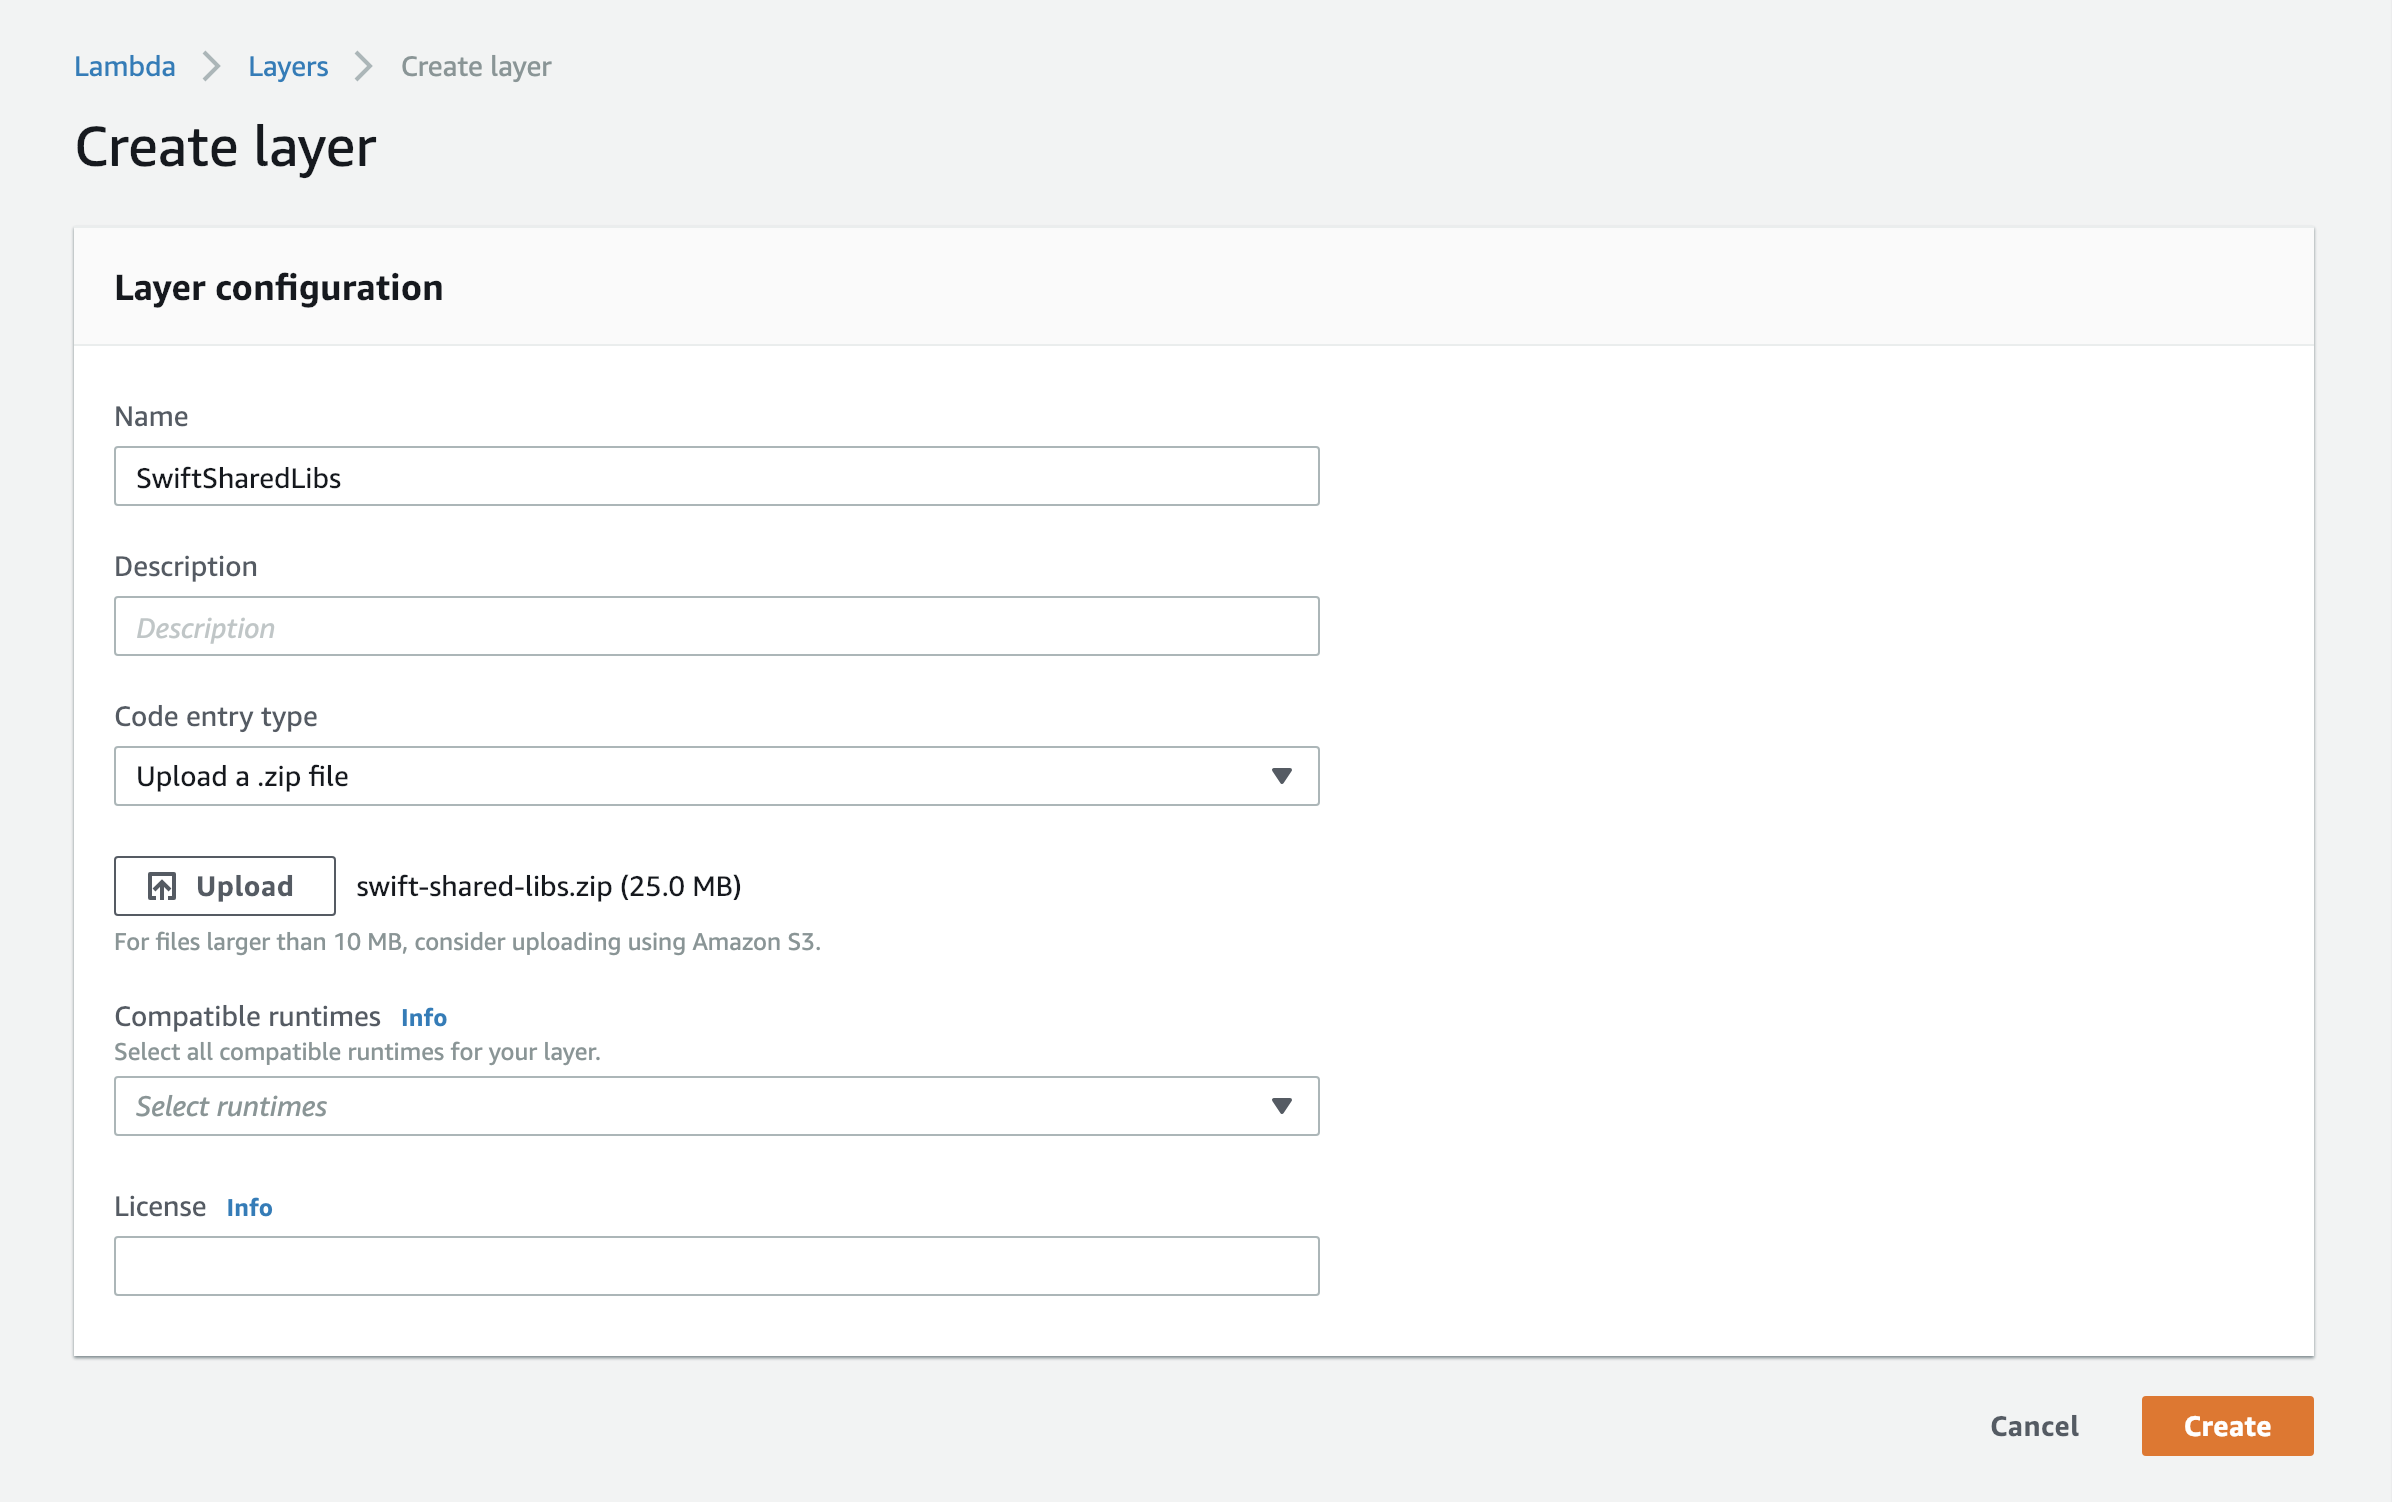 Lambda > Layers > Create layer
Create layer
Layer configuration
Name
SwiftSharedLibs
Description
Description
Code entry type
Upload a .zip file
Upload swift-shared-libs.zip (25.0 MB)
For files larger than 10 MB, consider uploading using Amazon S3.
Compatible runtimes Info
Select all compatible runtimes for your layer.
Select runtimes
License Info
Cancel Create